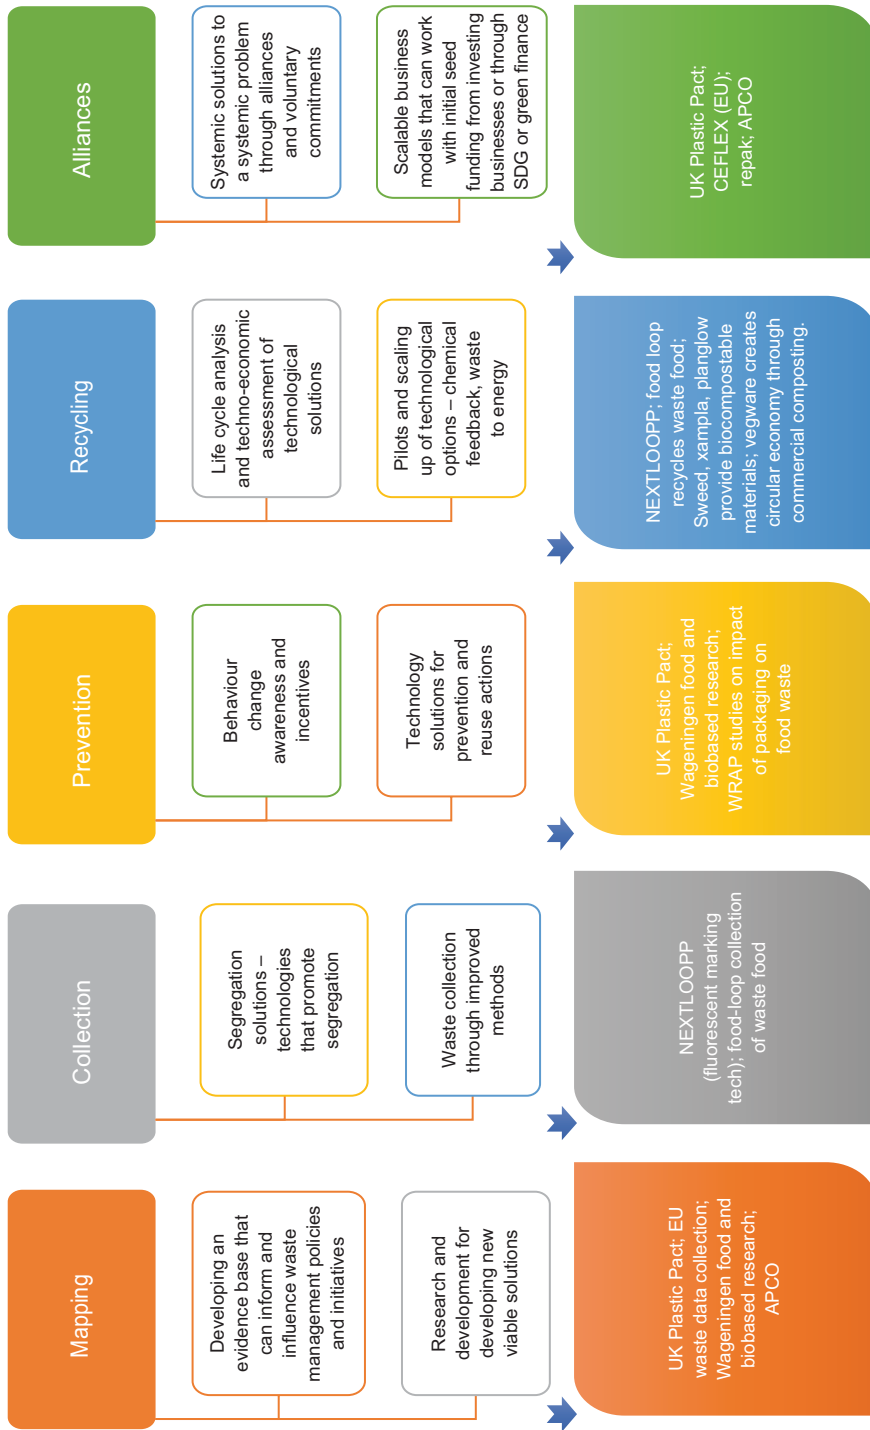 Mapping
Developing an
evidence base that
can inform and
influence waste
management policies
and initiatives
Research and
development for
developing new
viable solutions
UK Plastic Pact; EU
waste data collection;
Wageningen food and
biobased research;
APCO
Collection
Segregation
solutions –
technologies
that promote
segregation
Waste collection
through improved
methods
NEXTLOOPP
(fluorescent marking
tech); food-loop collection
of waste food
Prevention
Behaviour
change
awareness and
incentives
Technology
solutions for
prevention and
reuse actions
UK Plastic Pact;
Wageningen food and
biobased research;
WRAP studies on impact
of packaging on
food waste
Recycling
Life cycle analysis
and techno-economic
assessment of
technological
solutions
Pilots and scaling
up of technological
options – chemical
feedback, waste
to energy
NEXTLOOPP; food loop
recycles waste food;
Sweed, xampla, planglow
provide biocompostable
materials; vegware creates
circular economy through
commercial composting.
Alliances
Systemic solutions to
a systemic problem
through alliances
and voluntary
commitments
Scalable business
models that can work
with initial seed
funding from investing
businesses or through
SDG or green finance
UK Plastic Pact;
CEFLEX (EU);
repak; APCO